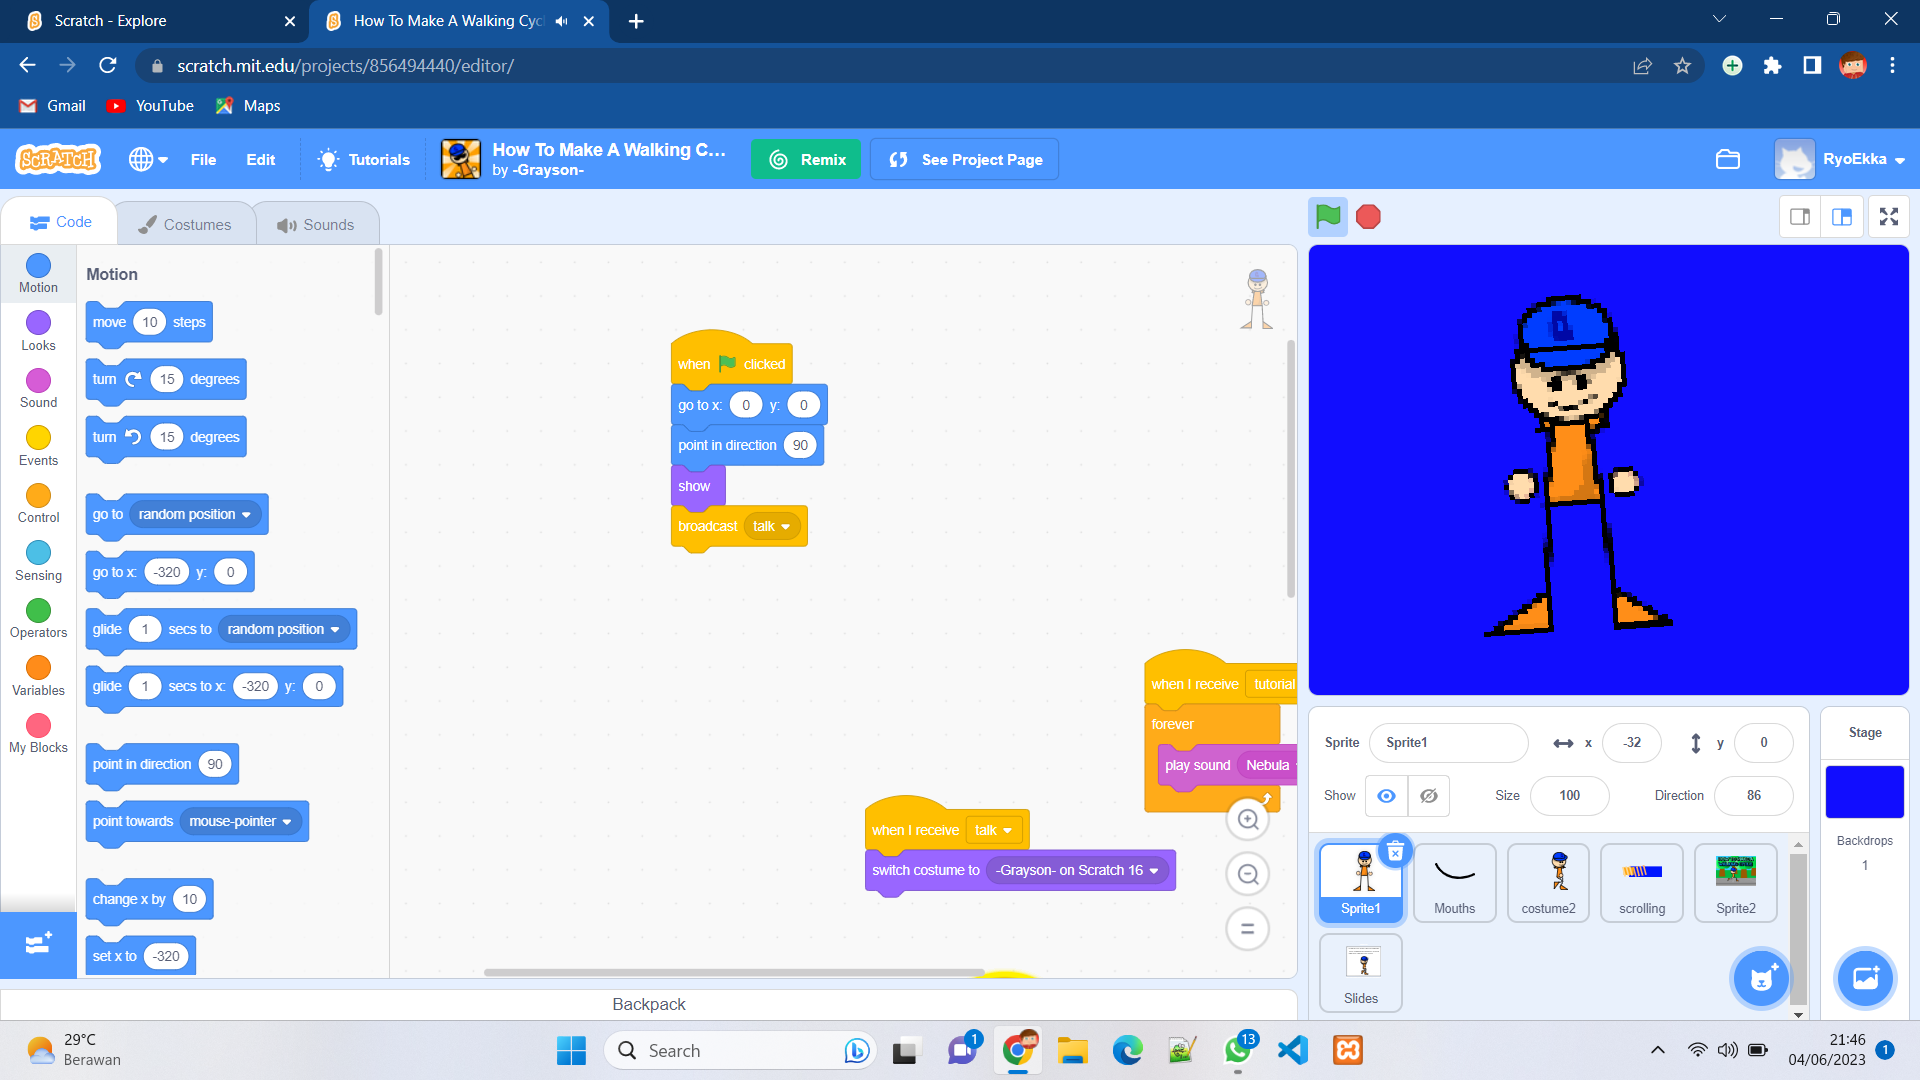 Scratch - Explore
How To Make A Walking Cyc
scratch.mit.edu/projects/856494440/editor/
Gmail YouTube Maps
SCRATCH File Edit Tutorials How To Make A Walking C... Remix See Project Page RyoEkka
by -Grayson-
Code Costumes Sounds
Motion
Looks
Sound
Events
Control
Sensing
Operators
Variables
My Blocks
Motion
move 10 steps
turn 15 degrees
turn 15 degrees
go to random position
go to x: -320 y: 0
glide 1 secs to random position
glide 1 secs to x: -320 y: 0
point in direction 90
point towards mouse-pointer
change x by 10
set x to -320
when clicked
go to x: 0 y: 0
point in direction 90
show
broadcast talk
when I receive tutorial
forever
play sound Nebula
when I receive talk
switch costume to -Grayson- on Scratch 16
Backpack
Sprite Sprite1 x -32 y 0
Show Size 100 Direction 86
Sprite1 Mouths costume2 scrolling Sprite2
Slides
Stage
Backdrops
1
29°C
Berawan
Search
1
13
21:46
04/06/2023
1